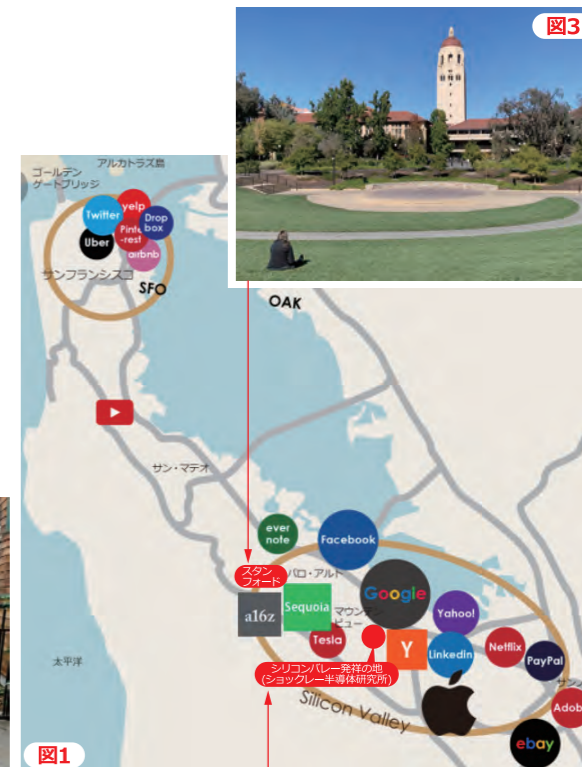 図3
ゴールデン
ゲートブリッジ
アルカトラズ島
Twitter
yelp
Drop
box
Pinte
-rest
Uber
airbnb
サンフランシスコ
SFO
OAK
サン・マテオ
ever
note
Facebook
スタン
フォード
パロ・アルト
a16z
Sequoia
Google
マウンテン
ビュー
Yahoo!
Tesla
Y
Linkedin
Netflix
PayPal
シリコンバレー発祥の地
(ショックレー半導体研究所)
太平洋
Silicon Valley
Adob
ebay
図1